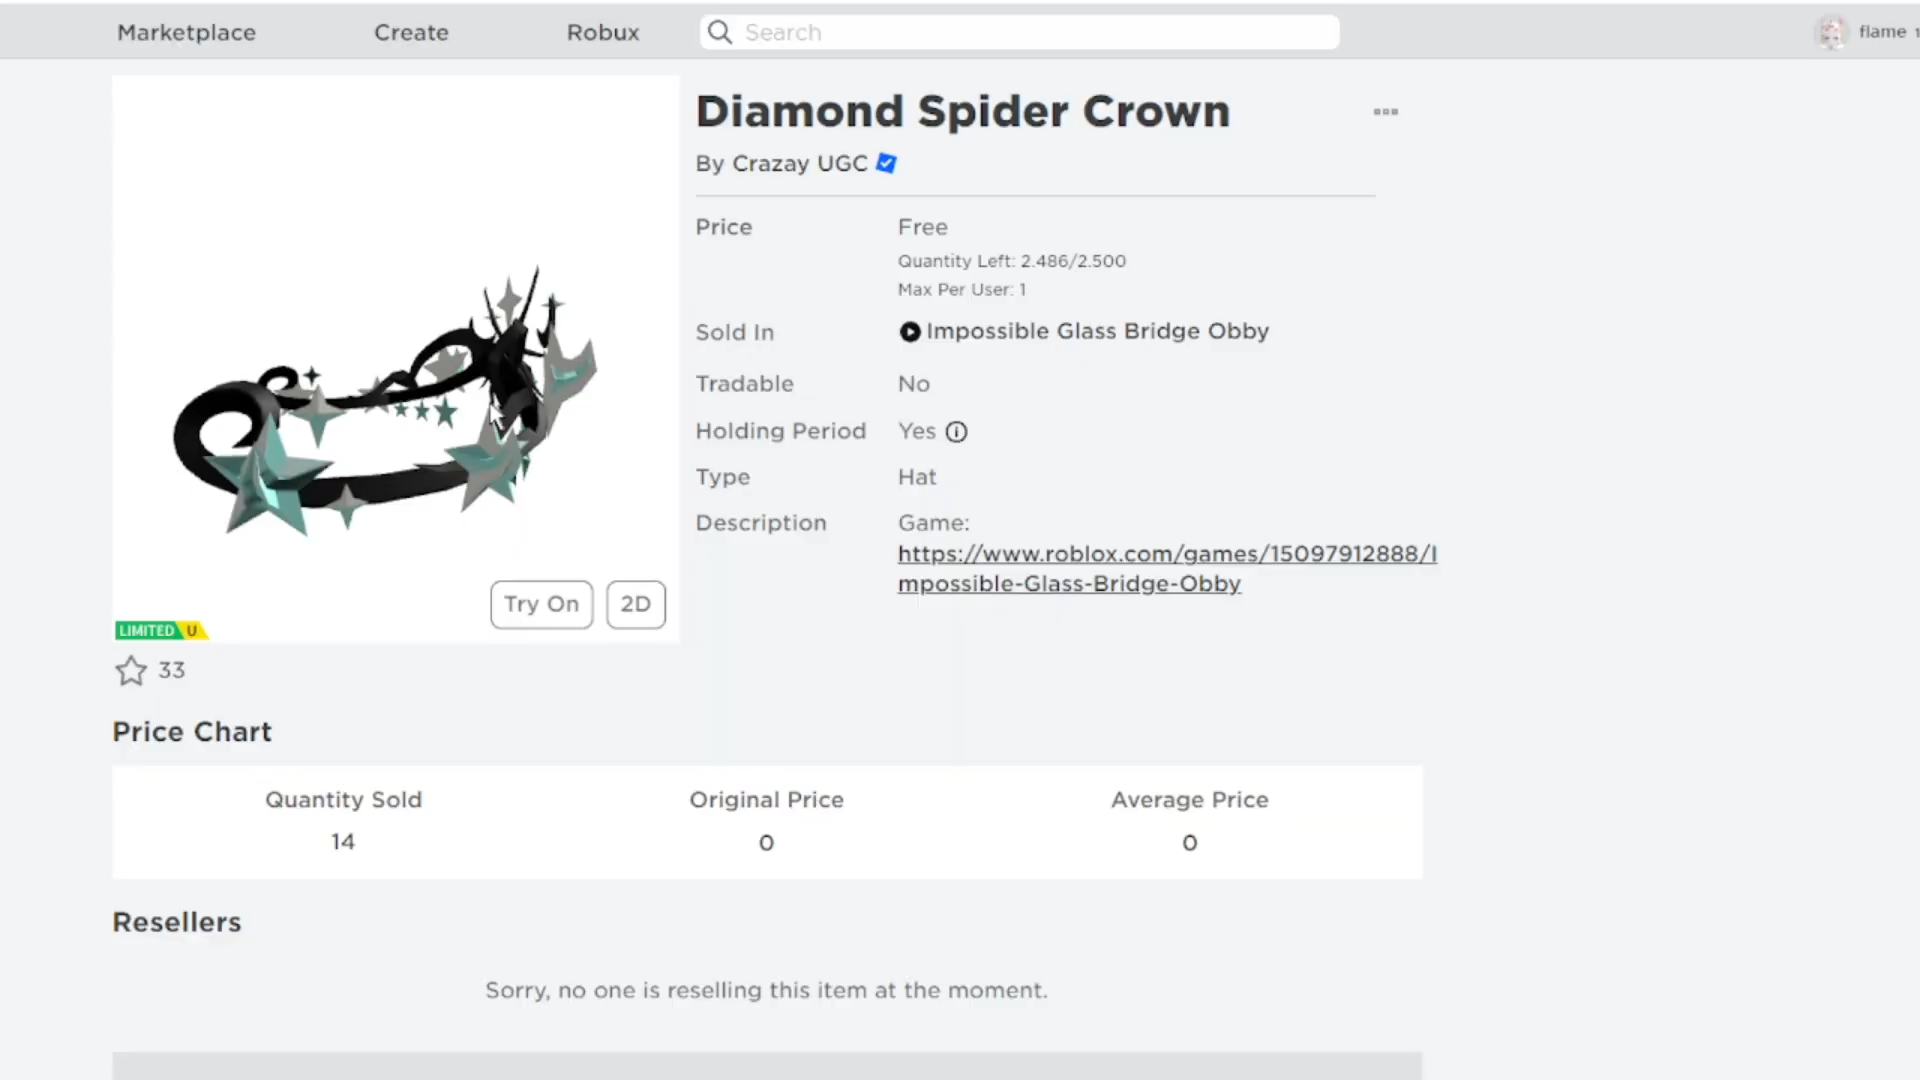 Marketplace
Create
Robux
Search
flame
Diamond Spider Crown
By Crazay UGC
Price
Free
Quantity Left: 2.486/2.500
Max Per User: 1
Sold In
Impossible Glass Bridge Obby
Tradable
No
Holding Period
Yes
Type
Hat
Description
Game:
https://www.roblox.com/games/15097912888/I
mpossible-Glass-Bridge-Obby
Try On
2D
LIMITED U
33
Price Chart
Quantity Sold
Original Price
Average Price
14
0
0
Resellers
Sorry, no one is reselling this item at the moment.